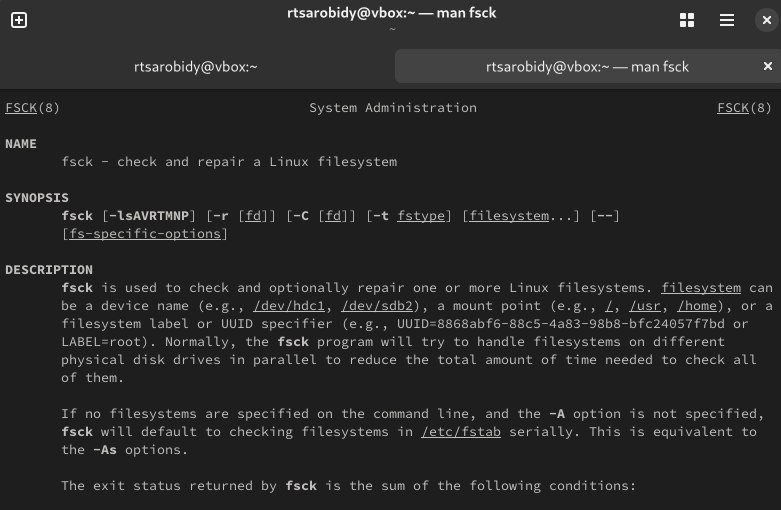 rtsarobidy@vbox:~ — man fsck
~
rtsarobidy@vbox:~
rtsarobidy@vbox:~ — man fsck
FSCK(8) System Administration FSCK(8)
NAME
fsck - check and repair a Linux filesystem
SYNOPSIS
fsck [-lsAVRTMNP] [-r [fd]] [-C [fd]] [-t fstype] [filesystem...] [--]
[fs-specific-options]
DESCRIPTION
fsck is used to check and optionally repair one or more Linux filesystems. filesystem can
be a device name (e.g., /dev/hdc1, /dev/sdb2), a mount point (e.g., /, /usr, /home), or a
filesystem label or UUID specifier (e.g., UUID=8868abf6-88c5-4a83-98b8-bfc24057f7bd or
LABEL=root). Normally, the fsck program will try to handle filesystems on different
physical disk drives in parallel to reduce the total amount of time needed to check all
of them.
If no filesystems are specified on the command line, and the -A option is not specified,
fsck will default to checking filesystems in /etc/fstab serially. This is equivalent to
the -As options.
The exit status returned by fsck is the sum of the following conditions: